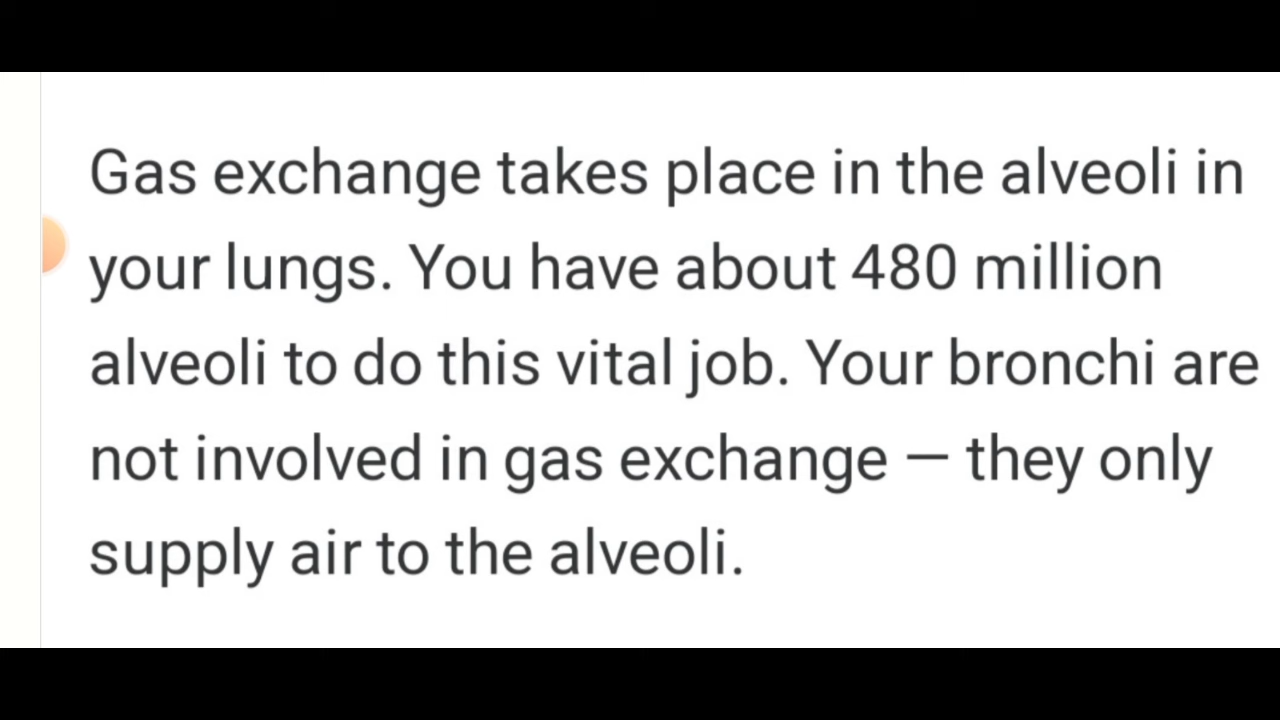 Gas exchange takes place in the alveoli in
your lungs. You have about 480 million
alveoli to do this vital job. Your bronchi are
not involved in gas exchange — they only
supply air to the alveoli.